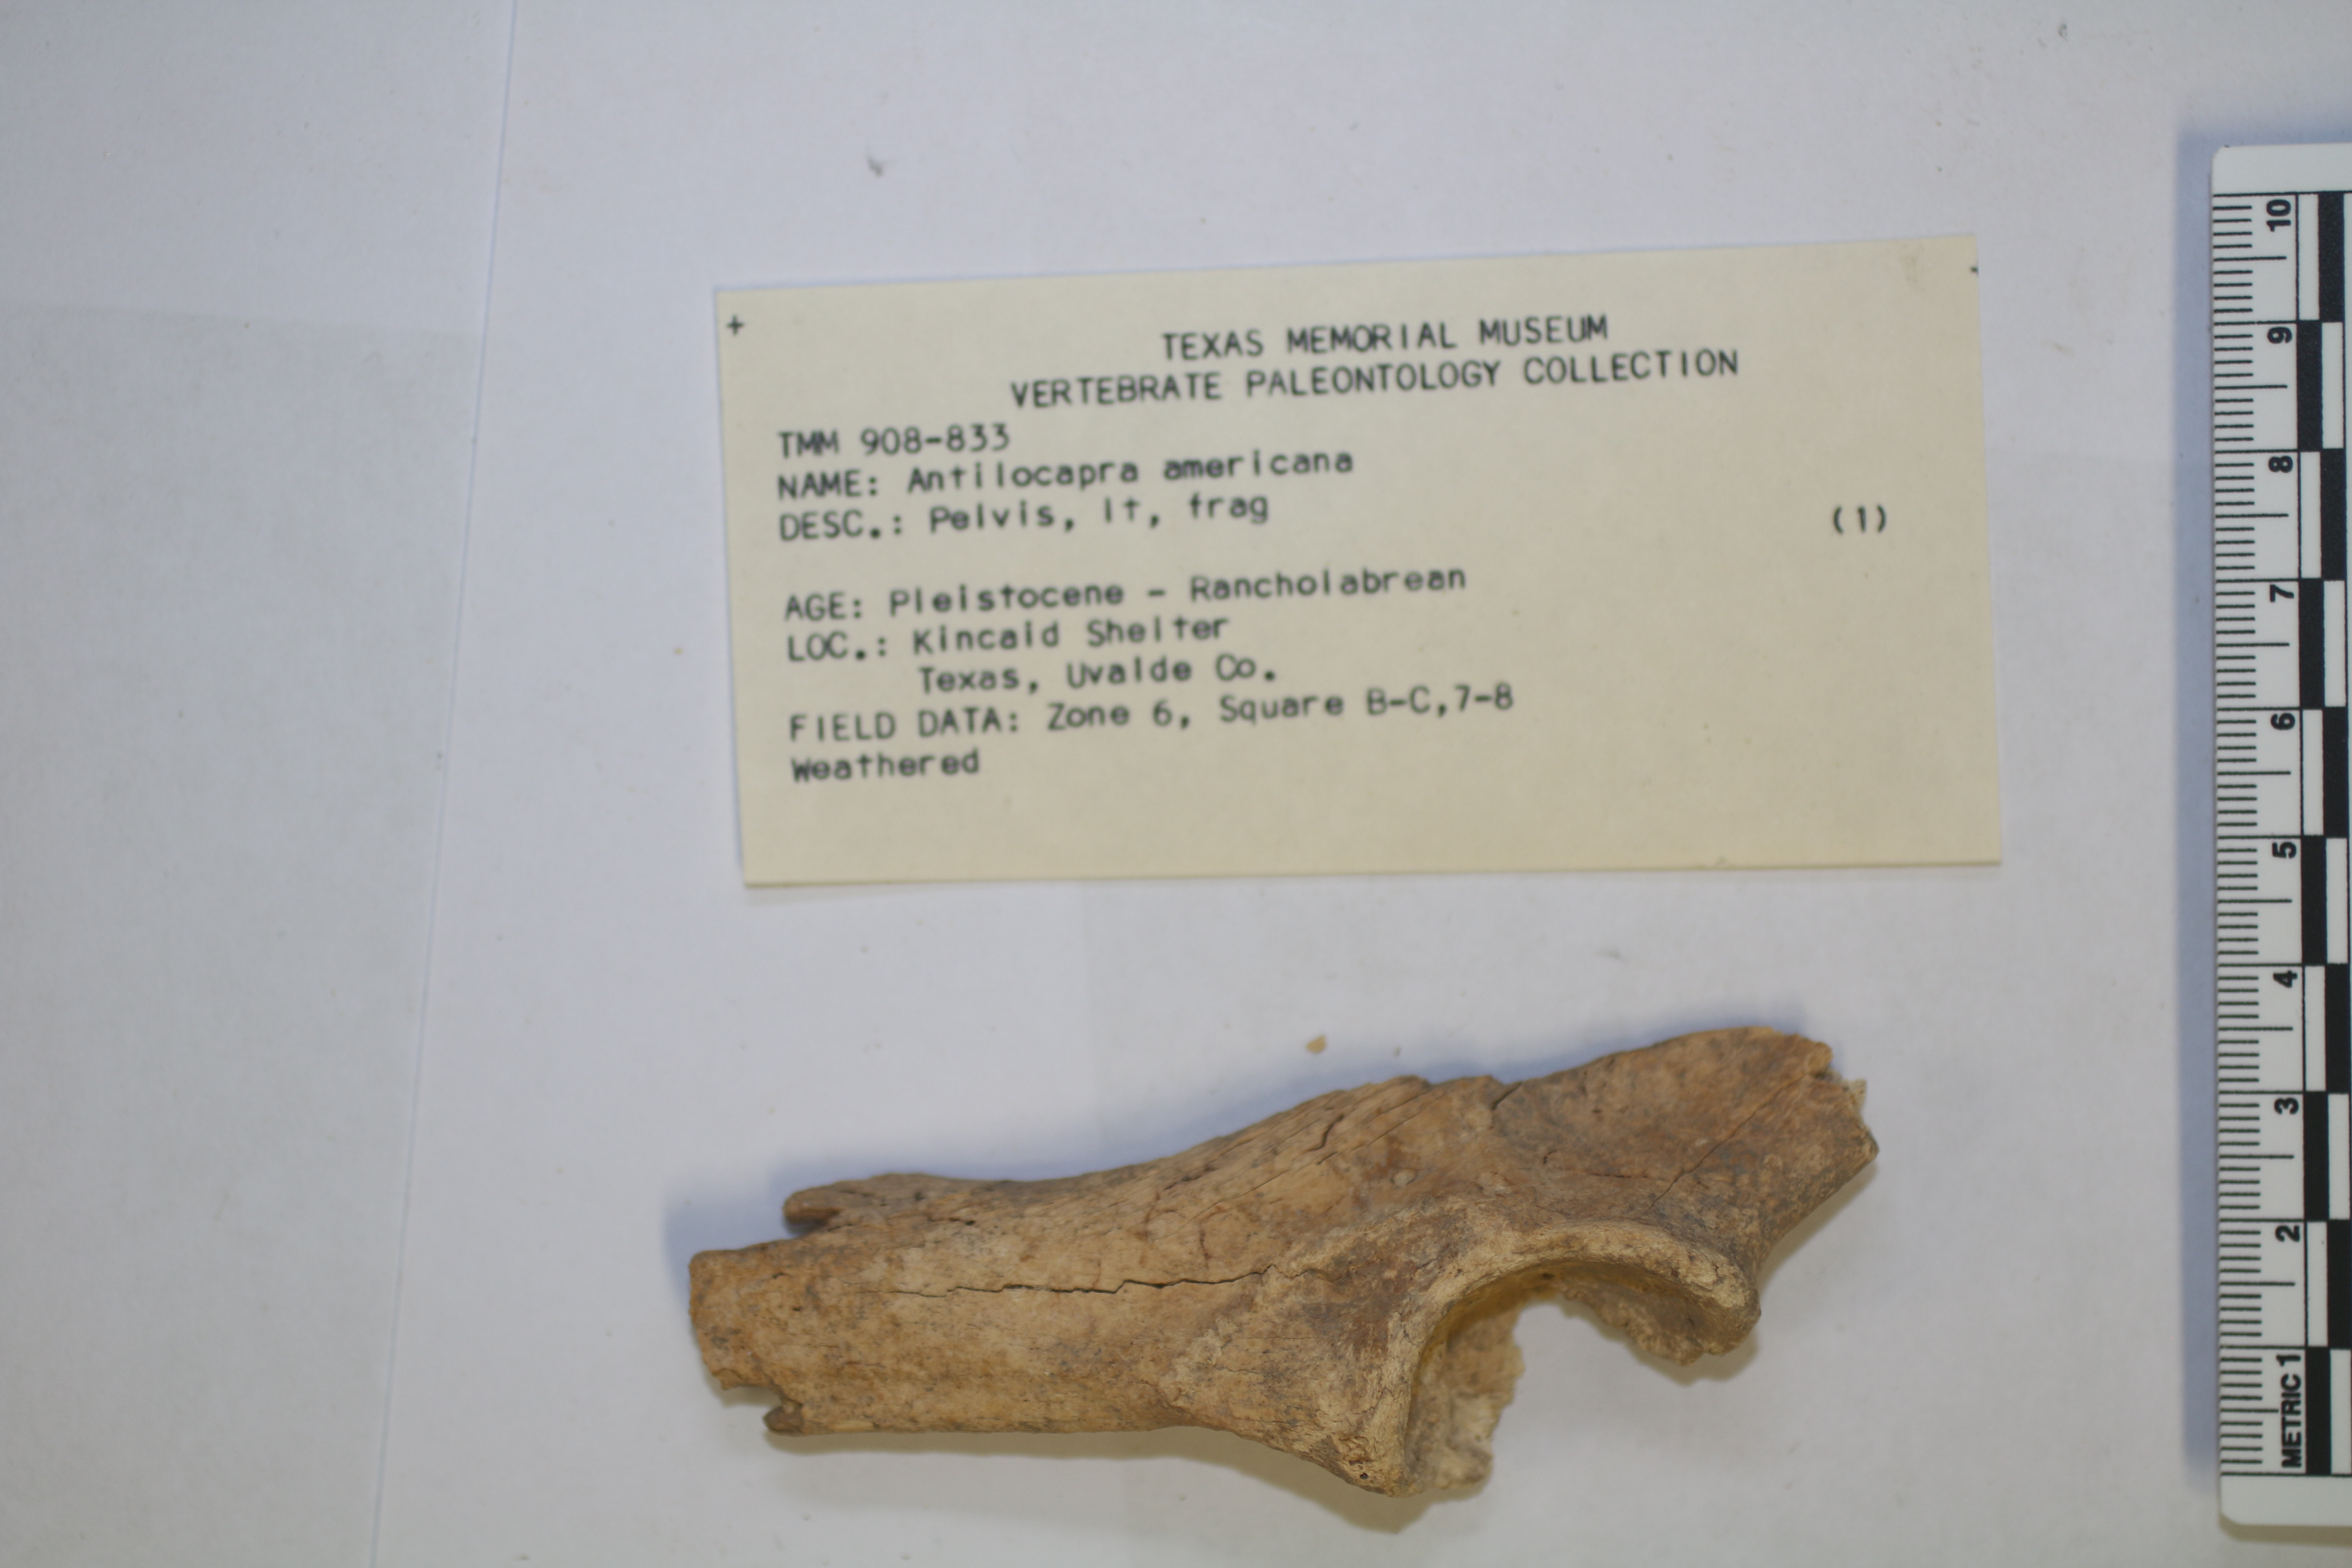 TEXAS MEMORIAL MUSEUM
VERTEBRATE PALEONTOLOGY COLLECTION
TMM 908-833
NAME: Antilocapra americana
DESC.: Pelvis, lt, frag (1)
AGE: Pleistocene - Rancholabrean
LOC.: Kincaid Shelter
Texas, Uvalde Co.
FIELD DATA: Zone 6, Square B-C,7-8
Weathered
10
9
8
7
6
5
4
3
2
METRIC 1